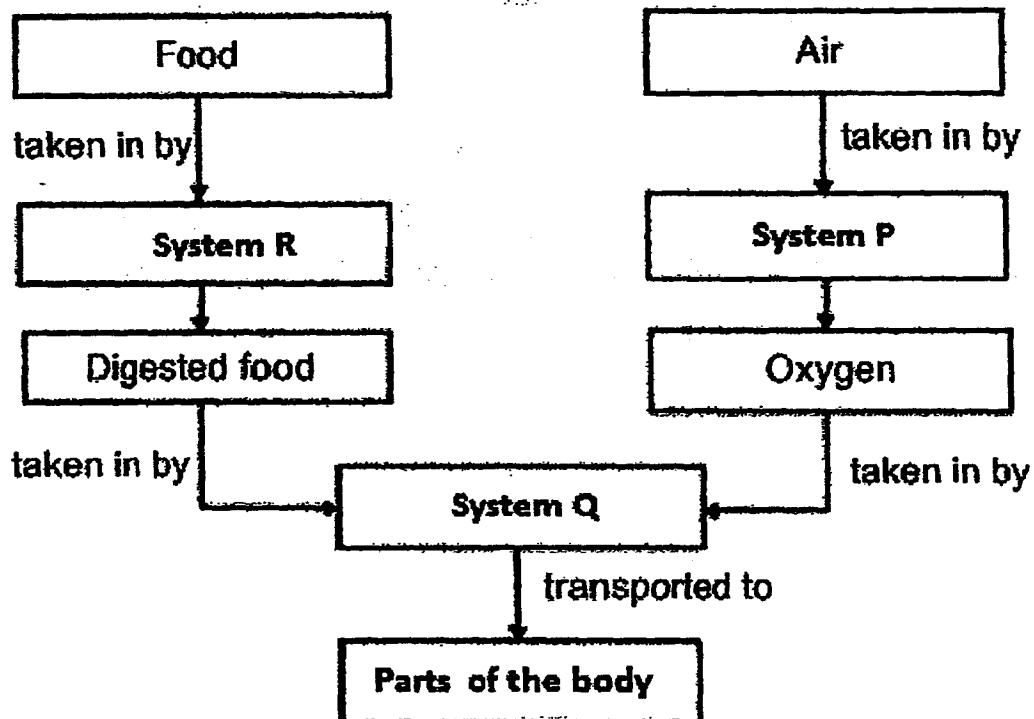 Food
Air
taken in by
taken in by
System R
System P
Digested food
Oxygen
taken in by
taken in by
System Q
transported to
Parts of the body